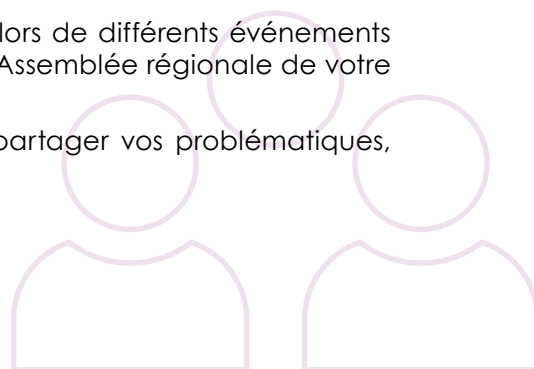 lors de différents événements
Assemblée régionale de votre
partager vos problématiques,